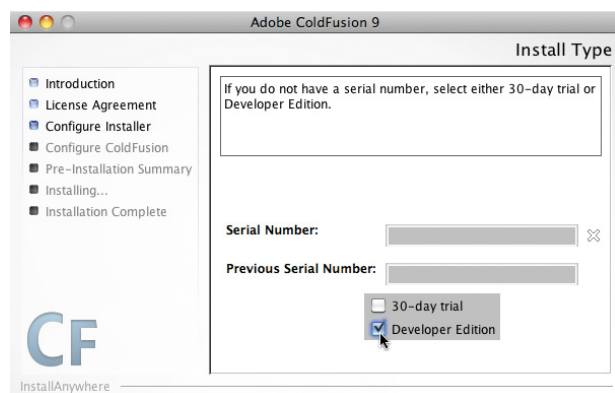 Adobe ColdFusion 9
Install Type
Introduction
License Agreement
Configure Installer
Configure ColdFusion
Pre-Installation Summary
Installing...
Installation Complete
If you do not have a serial number, select either 30-day trial or
Developer Edition.
Serial Number:
Previous Serial Number:
30-day trial
Developer Edition
CF
InstallAnywhere